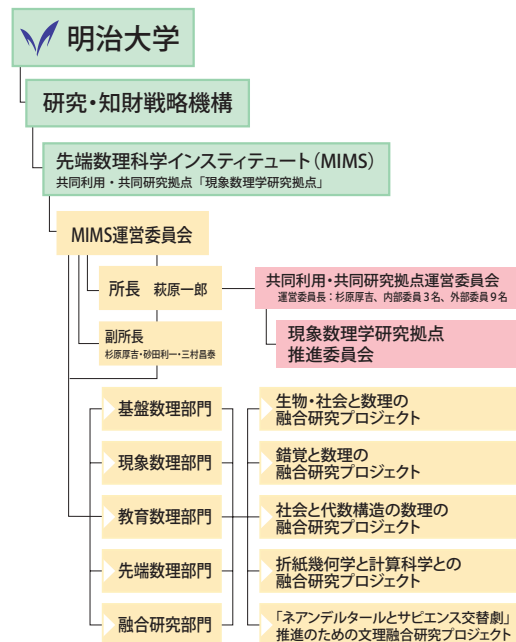 明治大学
研究・知財戦略機構
先端数理科学インスティテュート（MIMS）
共同利用・共同研究拠点「現象数理学研究拠点」
MIMS運営委員会
所長　萩原一郎
共同利用・共同研究拠点運営委員会
運営委員長：杉原厚吉、内部委員3名、外部委員9名
現象数理学研究拠点
推進委員会
副所長
杉原厚吉・砂田利一・三村昌泰
基盤数理部門
現象数理部門
教育数理部門
先端数理部門
融合研究部門
生物・社会と数理の
融合研究プロジェクト
錯覚と数理の
融合研究プロジェクト
社会と代数構造の数理の
融合研究プロジェクト
折紙幾何学と計算科学との
融合研究プロジェクト
「ネアンデルタールとサピエンス交替劇」
推進のための文理融合研究プロジェクト